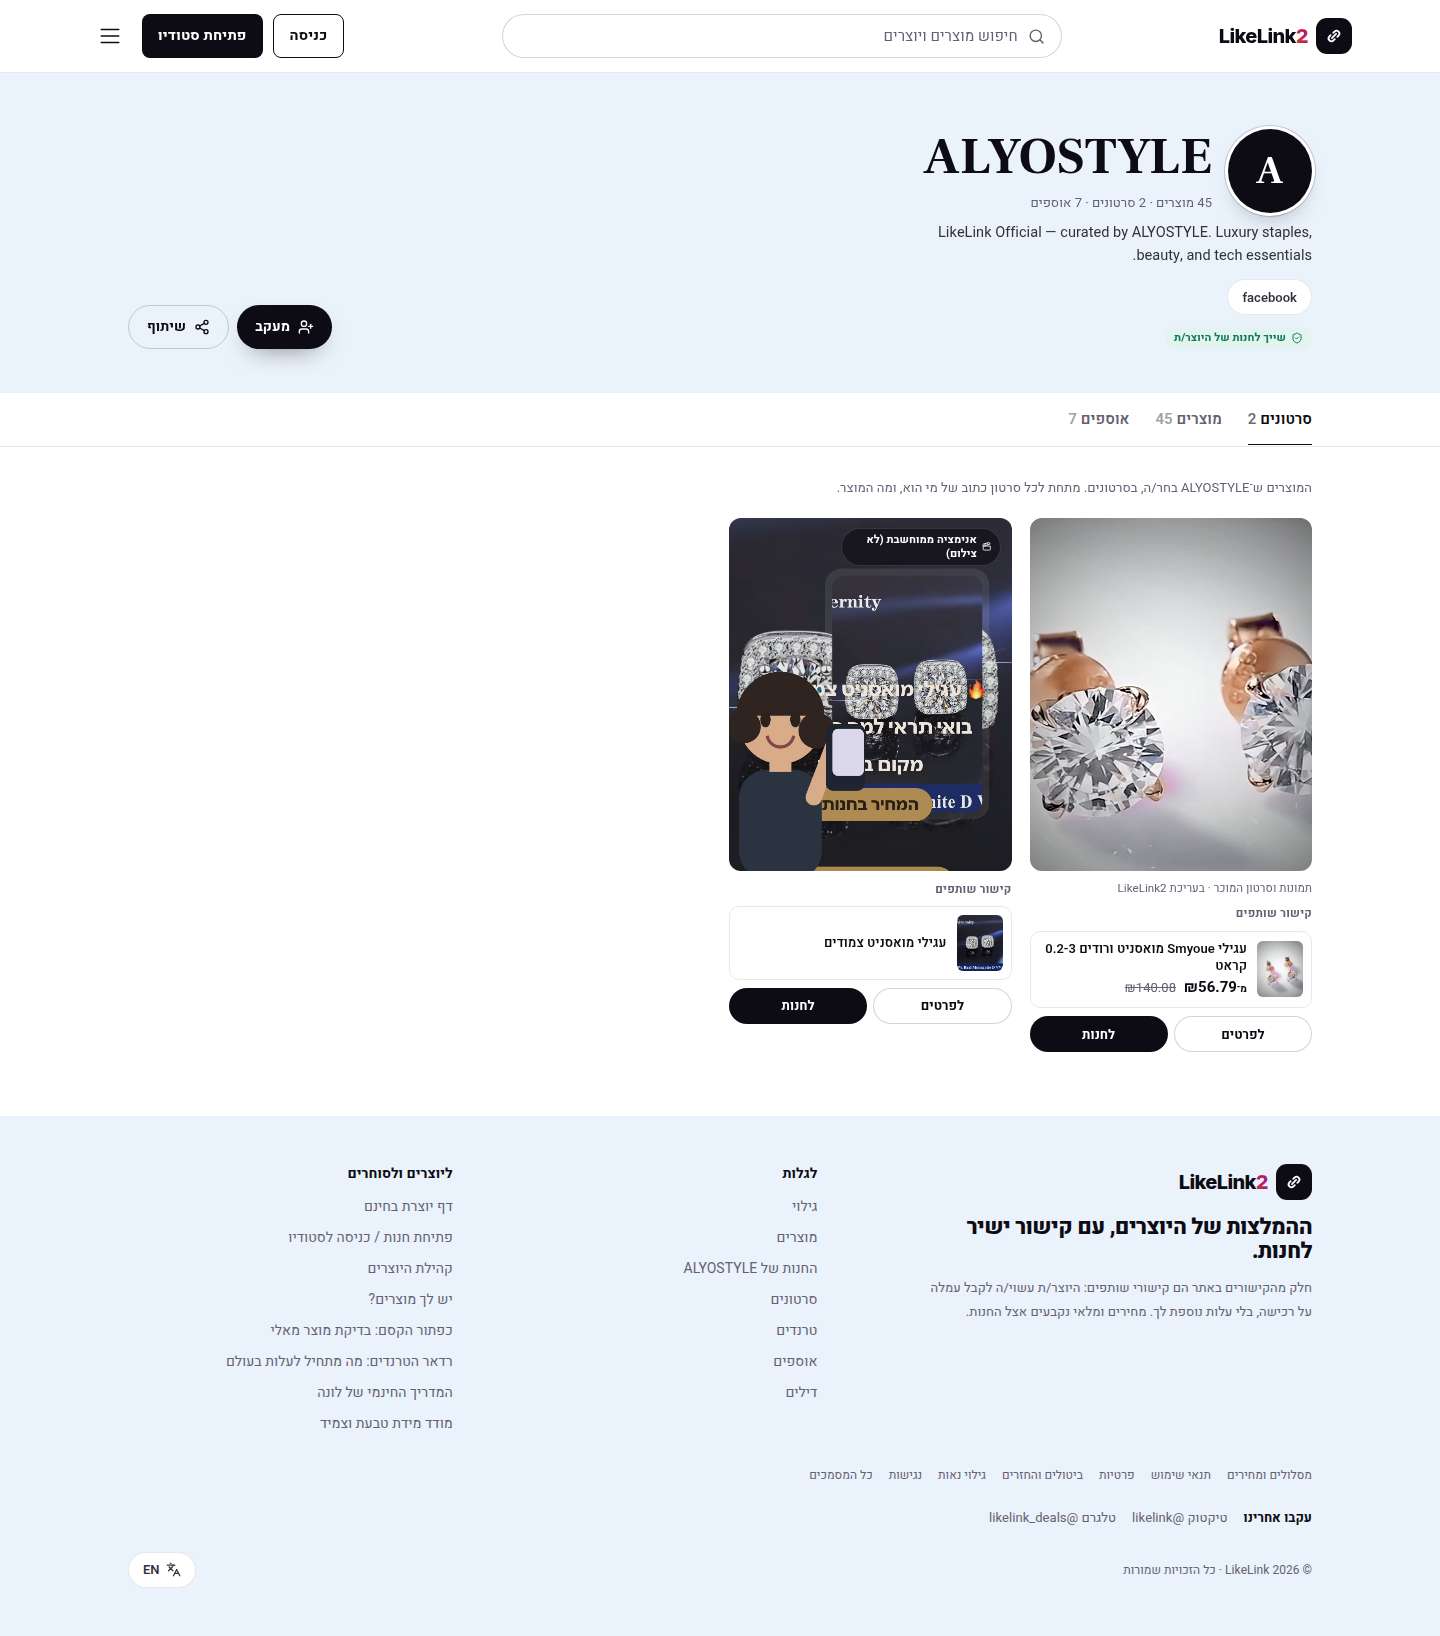 LikeLink2
חיפוש מוצרים ויוצרים
כניסה
פתיחת סטודיו
A
ALYOSTYLE
45 מוצרים · 2 סרטונים · 7 אוספים
LikeLink Official — curated by ALYOSTYLE. Luxury staples,
beauty, and tech essentials.
facebook
שייך לחנות של היוצר/ת
מעקב
שיתוף
סרטונים 2
מוצרים 45
אוספים 7
המוצרים ש־ALYOSTYLE בחר/ה, בסרטונים. מתחת לכל סרטון כתוב של מי הוא, ומה המוצר.
תמונות וסרטון המוכר · בעריכת LikeLink2
קישור שותפים
עגילי Smyoue מואסניט ורודים 0.2-3
קראט
מ־₪56.79 ₪140.08
לפרטים
לחנות
אנימציה ממוחשבת (לא
צילום)
ernity
🔥 עגילי מואסניט
בואי תראי
מקום
המחיר בחנות
nite D
קישור שותפים
עגילי מואסניט צמודים
לפרטים
לחנות
LikeLink2
ההמלצות של היוצרים, עם קישור ישיר
לחנות.
חלק מהקישורים באתר הם קישורי שותפים: היוצר/ת עשוי/ה לקבל עמלה
על רכישה, בלי עלות נוספת לך. מחירים ומלאי נקבעים אצל החנות.
לגלות
גילוי
מוצרים
החנות של ALYOSTYLE
סרטונים
טרנדים
אוספים
דילים
ליוצרים ולסוחרים
דף יוצרת בחינם
פתיחת חנות / כניסה לסטודיו
קהילת היוצרים
יש לך מוצרים?
כפתור הקסם: בדיקת מוצר מאלי
רדאר הטרנדים: מה מתחיל לעלות בעולם
המדריך החינמי של לונה
מודד מידת טבעת וצמיד
מסלולים ומחירים
תנאי שימוש
פרטיות
ביטולים והחזרים
גילוי נאות
נגישות
כל המסמכים
עקבו אחרינו
טיקטוק @likelink
טלגרם @likelink_deals
© 2026 LikeLink · כל הזכויות שמורות
EN